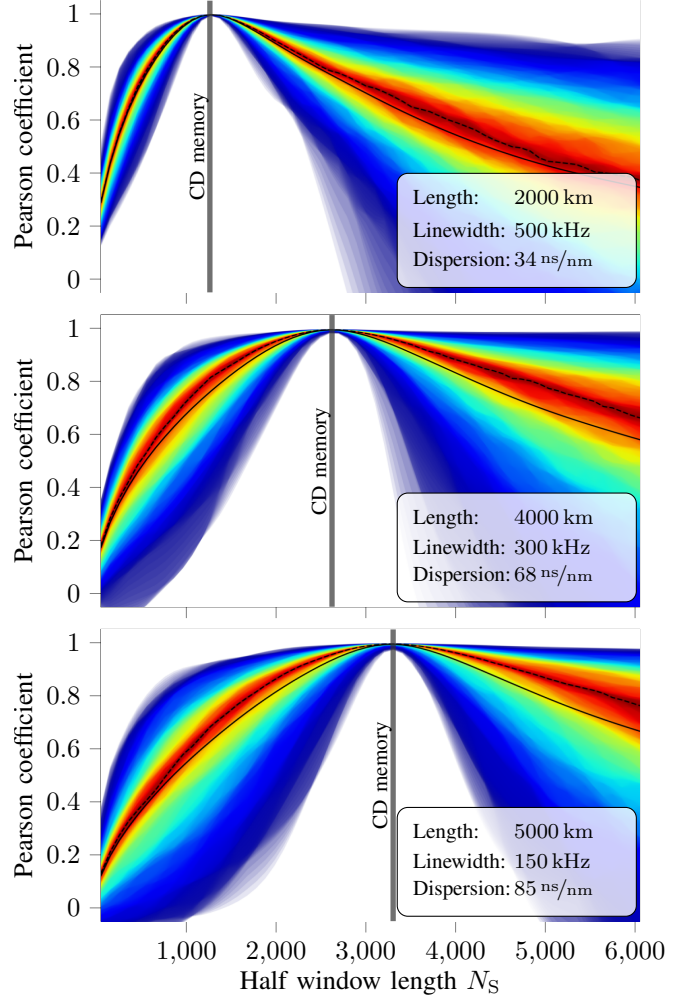 1
0.8
0.6
0.4
0.2
0
Pearson coefficient
CD memory
Length: 2000 km
Linewidth: 500 kHz
Dispersion: 34 ns/nm
1
0.8
0.6
0.4
0.2
0
Pearson coefficient
CD memory
Length: 4000 km
Linewidth: 300 kHz
Dispersion: 68 ns/nm
1
0.8
0.6
0.4
0.2
0
Pearson coefficient
CD memory
Length: 5000 km
Linewidth: 150 kHz
Dispersion: 85 ns/nm
1,000 2,000 3,000 4,000 5,000 6,000
Half window length N_S